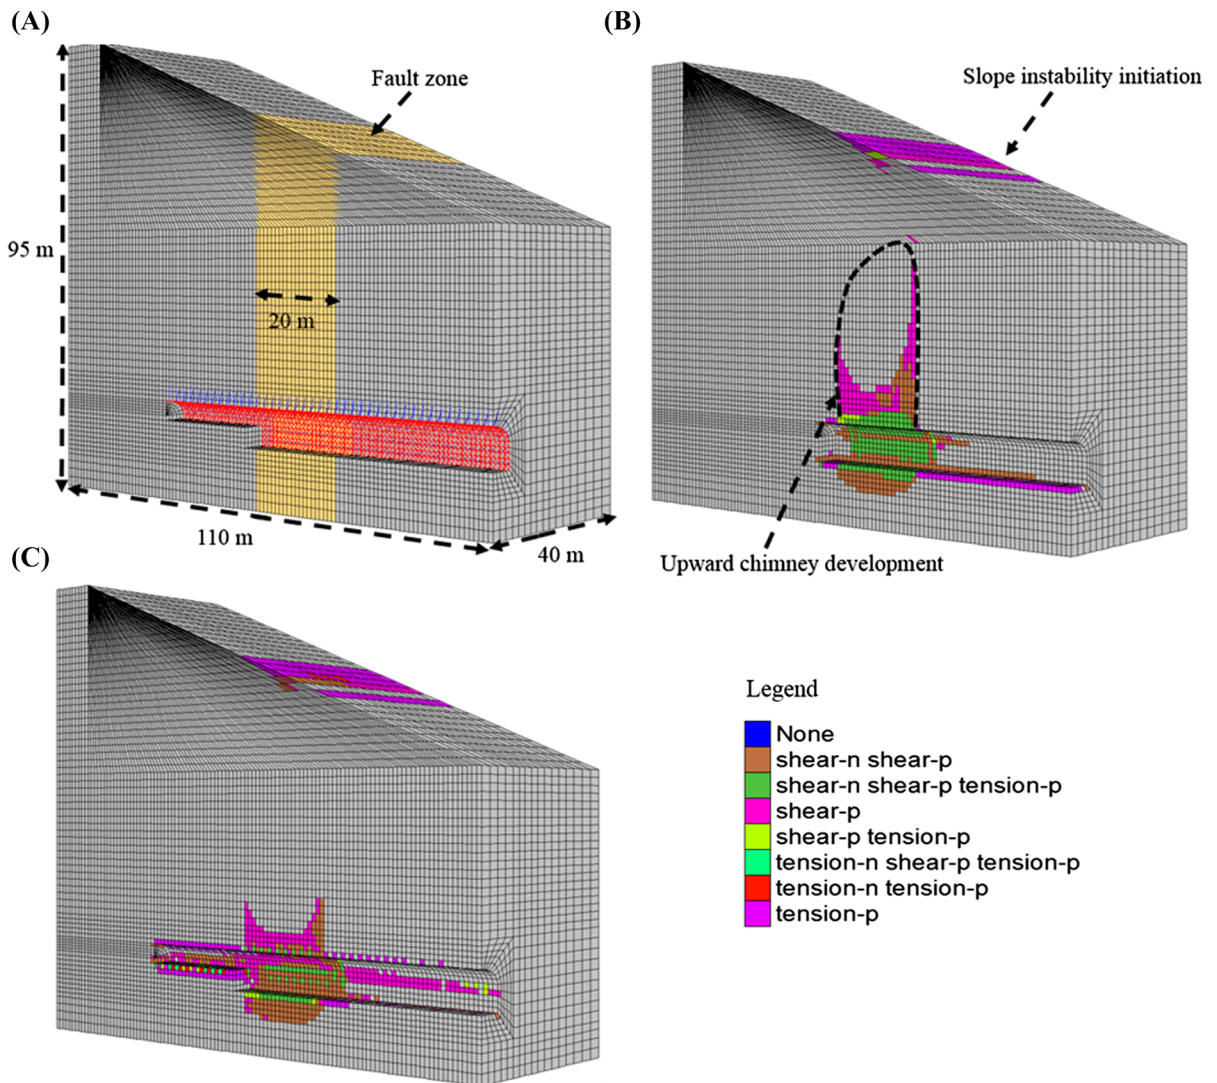 (A)
(B)
Fault zone
Slope instability initiation
95 m
20 m
110 m
40 m
Upward chimney development
(C)
Legend
None
shear-n shear-p
shear-n shear-p tension-p
shear-p
shear-p tension-p
tension-n shear-p tension-p
tension-n tension-p
tension-p